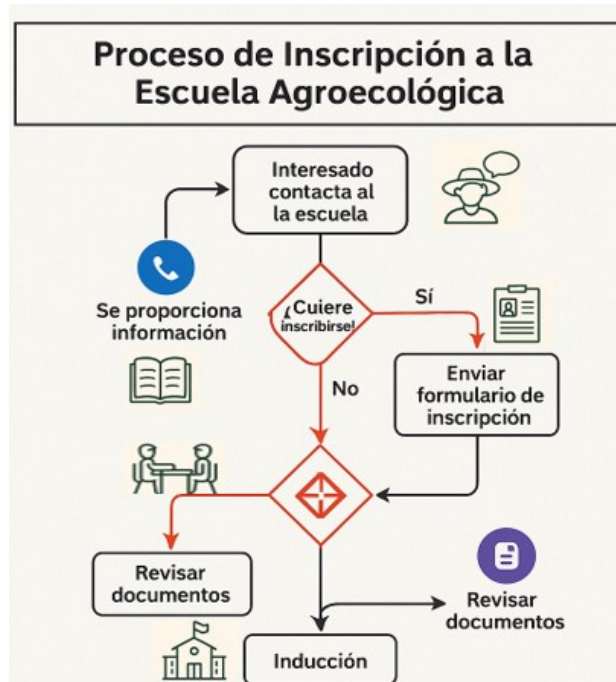 Proceso de Inscripción a la
Escuela Agroecológica
Interesado
contacta al
la escuela
Se proporciona
información
¿Cuiere
inscribirse!
Sí
No
Enviar
formulario de
inscripción
Revisar
documentos
Revisar
documentos
Inducción